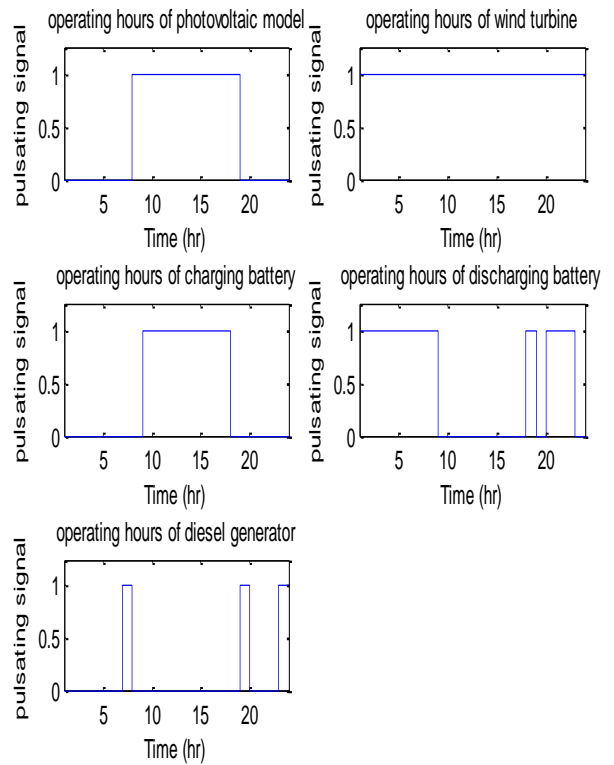 operating hours of photovoltaic model
pulsating signal
1
0.5
0
5 10 15 20
Time (hr)
operating hours of wind turbine
pulsating signal
1
0.5
0
5 10 15 20
Time (hr)
operating hours of charging battery
pulsating signal
1
0.5
0
5 10 15 20
Time (hr)
operating hours of discharging battery
pulsating signal
1
0.5
0
5 10 15 20
Time (hr)
operating hours of diesel generator
pulsating signal
1
0.5
0
5 10 15 20
Time (hr)